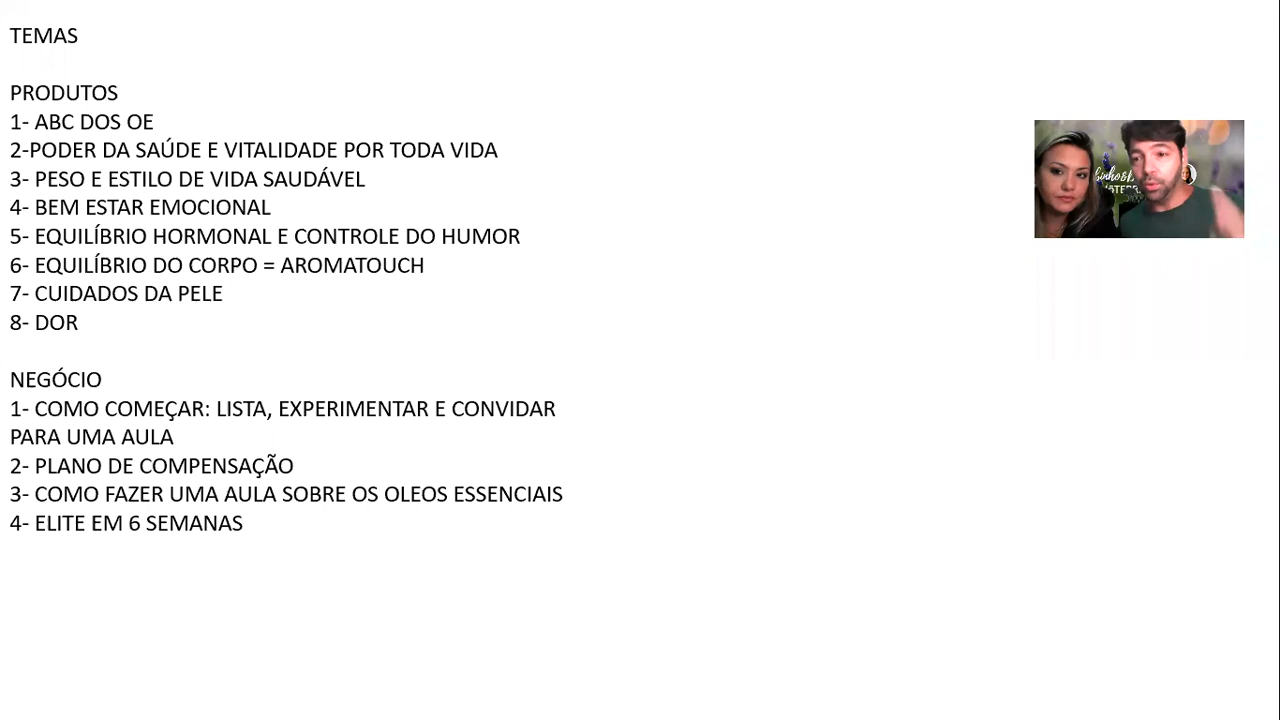 TEMAS
PRODUTOS
1- ABC DOS OE
2-PODER DA SAÚDE E VITALIDADE POR TODA VIDA
3- PESO E ESTILO DE VIDA SAUDÁVEL
4- BEM ESTAR EMOCIONAL
5- EQUILÍBRIO HORMONAL E CONTROLE DO HUMOR
6- EQUILÍBRIO DO CORPO = AROMATOUCH
7- CUIDADOS DA PELE
8- DOR
NEGÓCIO
1- COMO COMEÇAR: LISTA, EXPERIMENTAR E CONVIDAR
PARA UMA AULA
2- PLANO DE COMPENSAÇÃO
3- COMO FAZER UMA AULA SOBRE OS OLEOS ESSENCIAIS
4- ELITE EM 6 SEMANAS